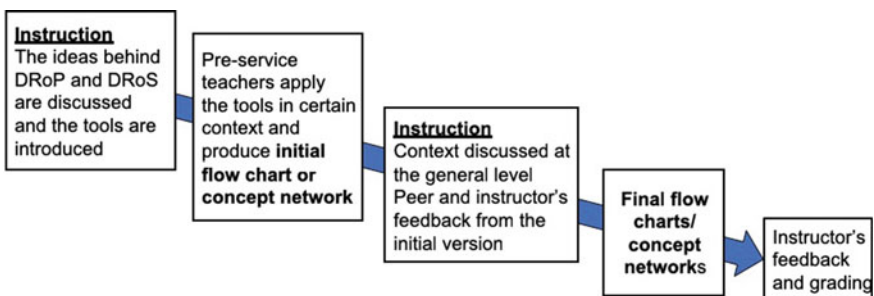 Instruction
The ideas behind
DRoP and DRoS
are discussed
and the tools are
introduced
Pre-service
teachers apply
the tools in certain
context and
produce initial
flow chart or
concept network
Instruction
Context discussed at
the general level
Peer and instructor's
feedback from the
initial version
Final flow
charts/
concept
networks
Instructor's
feedback
and grading